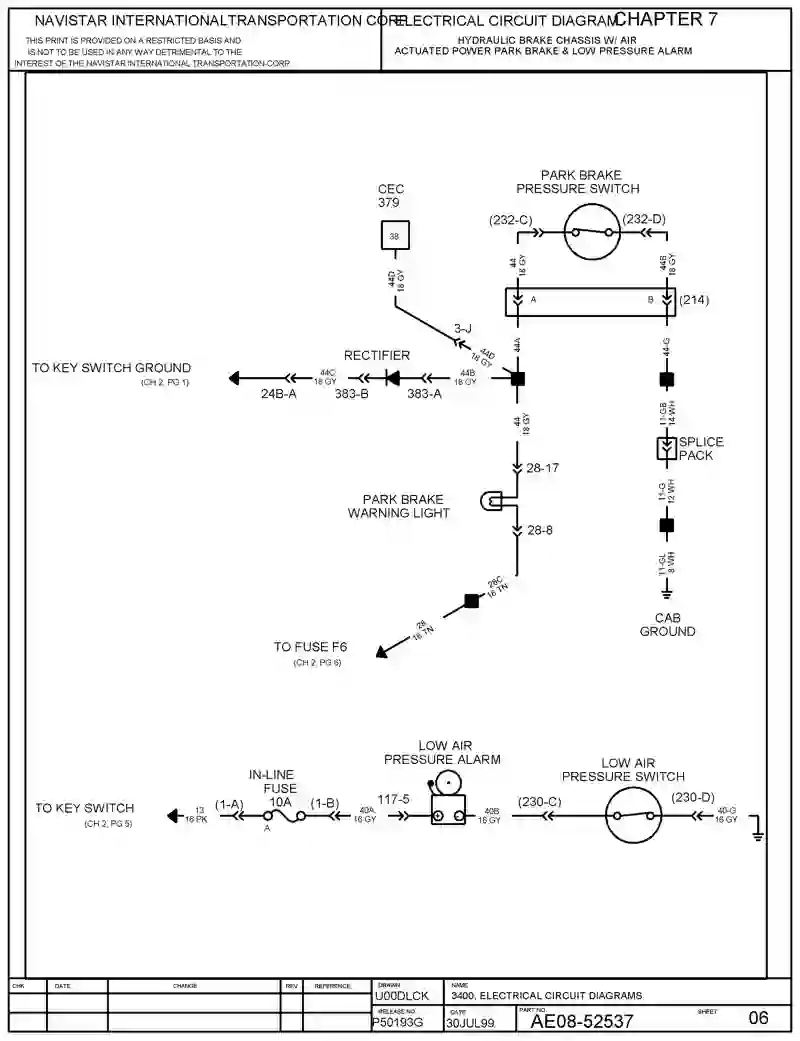 NAVISTAR INTERNATIONALTRANSPORTATION CORP
ELECTRICAL CIRCUIT DIAGRAM
CHAPTER 7
THIS PRINT IS PROVIDED ON A RESTRICTED BASIS AND
IS NOT TO BE USED IN ANY WAY DETRIMENTAL TO THE
INTEREST OF THE NAVISTAR INTERNATIONAL TRANSPORTATION CORP
HYDRAULIC BRAKE CHASSIS W/ AIR
ACTUATED POWER PARK BRAKE & LOW PRESSURE ALARM
PARK BRAKE
PRESSURE SWITCH
CEC
379
38
(232-C)
(232-D)
44
18 GY
44B
18 GY
44D
18 GY
A
B
(214)
3-J
44D
18 GY
44A
44-G
RECTIFIER
TO KEY SWITCH GROUND
(CH 2, PG 1)
44C
18 GY
44B
18 GY
24B-A
383-B
383-A
44
18 GY
11-GB
14 WH
SPLICE
PACK
28-17
11-G
12 WH
PARK BRAKE
WARNING LIGHT
28-8
11-GL
8 WH
28C
16 TN
28
16 TN
CAB
GROUND
TO FUSE F6
(CH 2, PG 6)
LOW AIR
PRESSURE ALARM
LOW AIR
PRESSURE SWITCH
IN-LINE
FUSE
10A
TO KEY SWITCH
(CH 2, PG 5)
13
16 PK
(1-A)
A
(1-B)
40A
16 GY
117-5
40B
16 GY
(230-C)
(230-D)
40-G
16 GY
CHK
DATE
CHANGE
REV
REFERENCE
DRAWN
U00DLCK
NAME
3400, ELECTRICAL CIRCUIT DIAGRAMS
RELEASE NO.
P50193G
DATE
30JUL99
PART NO.
AE08-52537
SHEET
06